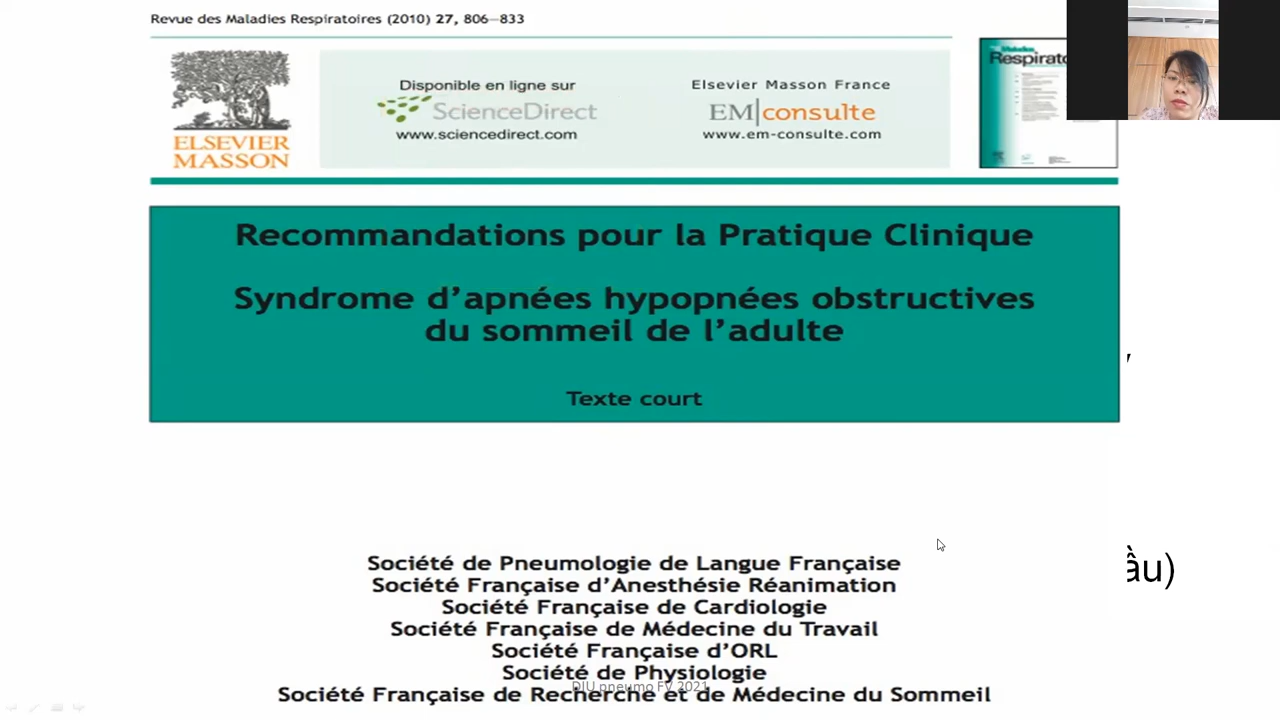 Revue des Maladies Respiratoires (2010) 27, 806—833
ELSEVIER
MASSON
Disponible en ligne sur
ScienceDirect
www.sciencedirect.com
Elsevier Masson France
EM|consulte
www.em-consulte.com
Maladies
Recommandations pour la Pratique Clinique
Syndrome d'apnées hypopnées obstructives
du sommeil de l'adulte
Texte court
ầu)
Société de Pneumologie de Langue Française
Société Française d'Anesthésie Réanimation
Société Française de Cardiologie
Société Française de Médecine du Travail
Société Française d'ORL
Société de Physiologie
DIU pneumo FV 2021
Société Française de Recherche et de Médecine du Sommeil